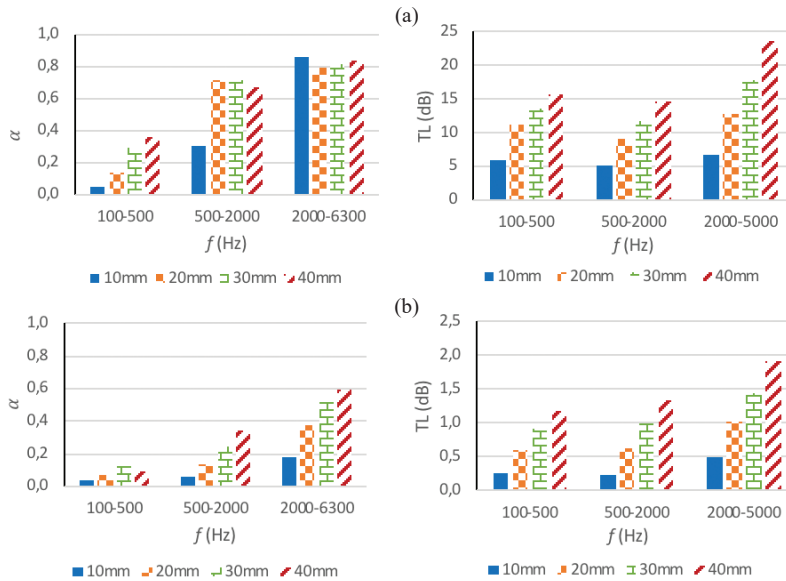 (a)
1,0
0,8
0,6
0,4
0,2
0,0
α
100-500 500-2000 2000-6300
f (Hz)
10mm 20mm 30mm 40mm
25
20
15
10
5
0
TL (dB)
100-500 500-2000 2000-5000
f (Hz)
10mm 20mm 30mm 40mm
(b)
1,0
0,8
0,6
0,4
0,2
0,0
α
100-500 500-2000 2000-6300
f (Hz)
10mm 20mm 30mm 40mm
2,5
2,0
1,5
1,0
0,5
0,0
TL (dB)
100-500 500-2000 2000-5000
f (Hz)
10mm 20mm 30mm 40mm